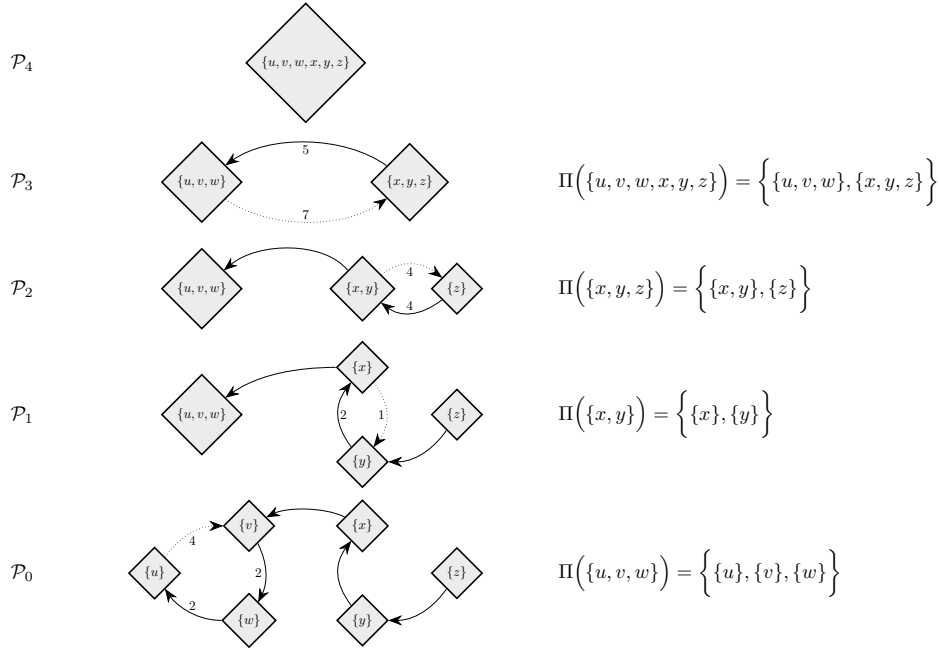 𝒫₄
{u, v, w, x, y, z}
𝒫₃
{u, v, w}
5
7
{x, y, z}
Π({u, v, w, x, y, z}) = {{u, v, w}, {x, y, z}}
𝒫₂
{u, v, w}
{x, y}
4
4
{z}
Π({x, y, z}) = {{x, y}, {z}}
𝒫₁
{u, v, w}
{x}
2
1
{y}
{z}
Π({x, y}) = {{x}, {y}}
𝒫₀
{u}
4
{v}
2
2
{w}
{x}
{y}
{z}
Π({u, v, w}) = {{u}, {v}, {w}}